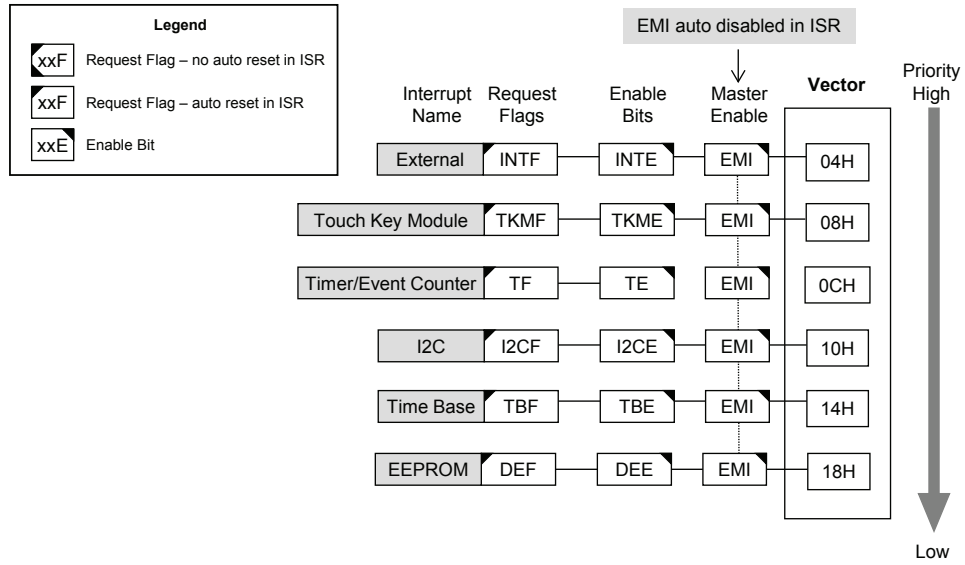 Legend
xxF Request Flag – no auto reset in ISR
xxF Request Flag – auto reset in ISR
xxE Enable Bit
EMI auto disabled in ISR
Interrupt Name
Request Flags
Enable Bits
Master Enable
Vector
Priority High
External INTF INTE EMI 04H
Touch Key Module TKMF TKME EMI 08H
Timer/Event Counter TF TE EMI 0CH
I2C I2CF I2CE EMI 10H
Time Base TBF TBE EMI 14H
EEPROM DEF DEE EMI 18H
Low